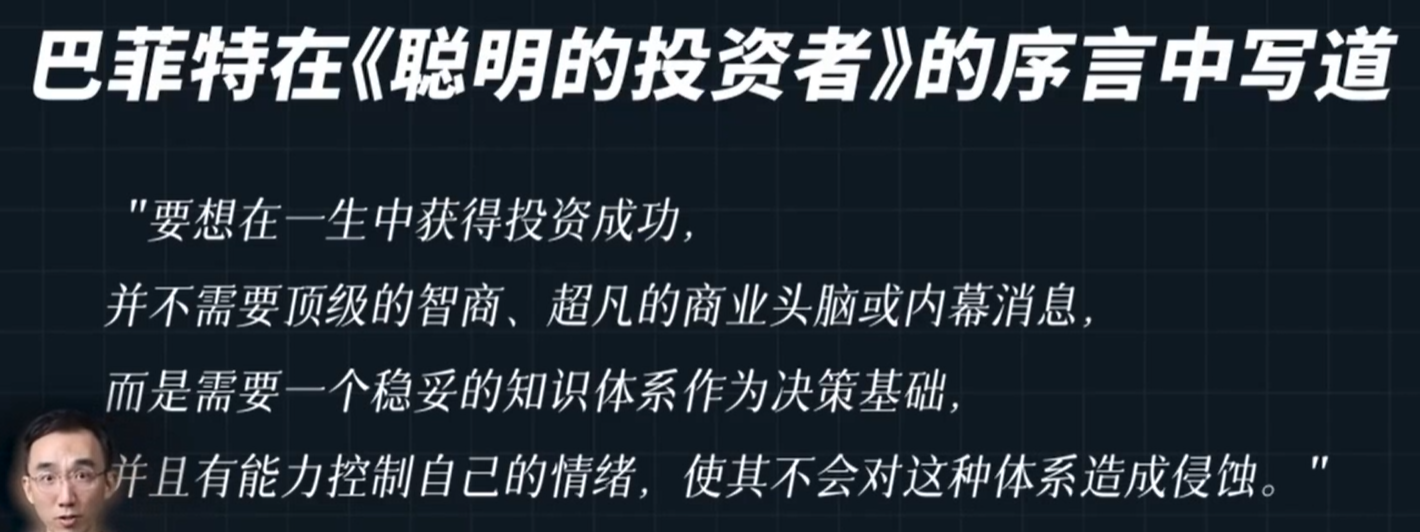 巴菲特在《聪明的投资者》的序言中写道
"要想在一生中获得投资成功,
并不需要顶级的智商、超凡的商业头脑或内幕消息,
而是需要一个稳妥的知识体系作为决策基础,
并且有能力控制自己的情绪,使其不会对这种体系造成侵蚀。"